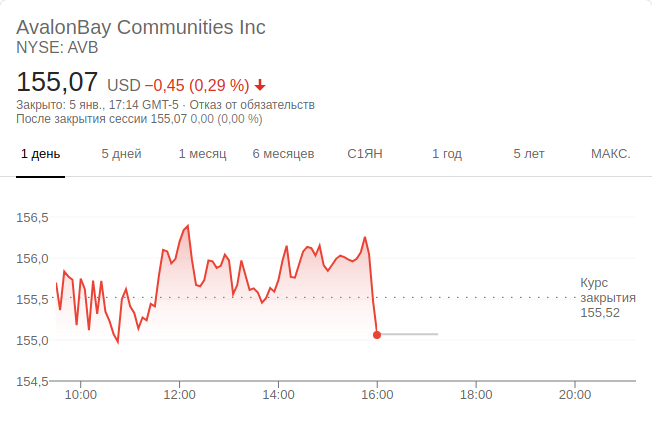 AvalonBay Communities Inc
NYSE: AVB
155,07 USD −0,45 (0,29 %)
Закрыто: 5 янв., 17:14 GMT-5 · Отказ от обязательств
После закрытия сессии 155,07 0,00 (0,00 %)
1 день 5 дней 1 месяц 6 месяцев С1ЯН 1 год 5 лет МАКС.
156,5
156,0
155,5
155,0
154,5
Курс
закрытия
155,52
10:00 12:00 14:00 16:00 18:00 20:00